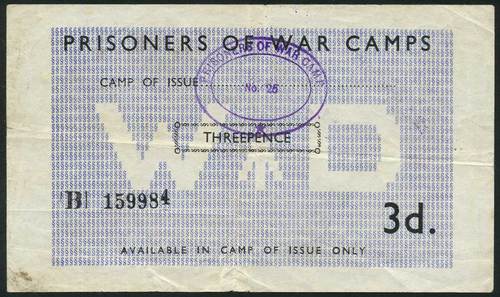 PRISONERS OF WAR CAMPS
CAMP OF ISSUE
PRISONERS OF WAR CAMP
No. 25
THREEPENCE
W D
B1 159984
3d.
AVAILABLE IN CAMP OF ISSUE ONLY